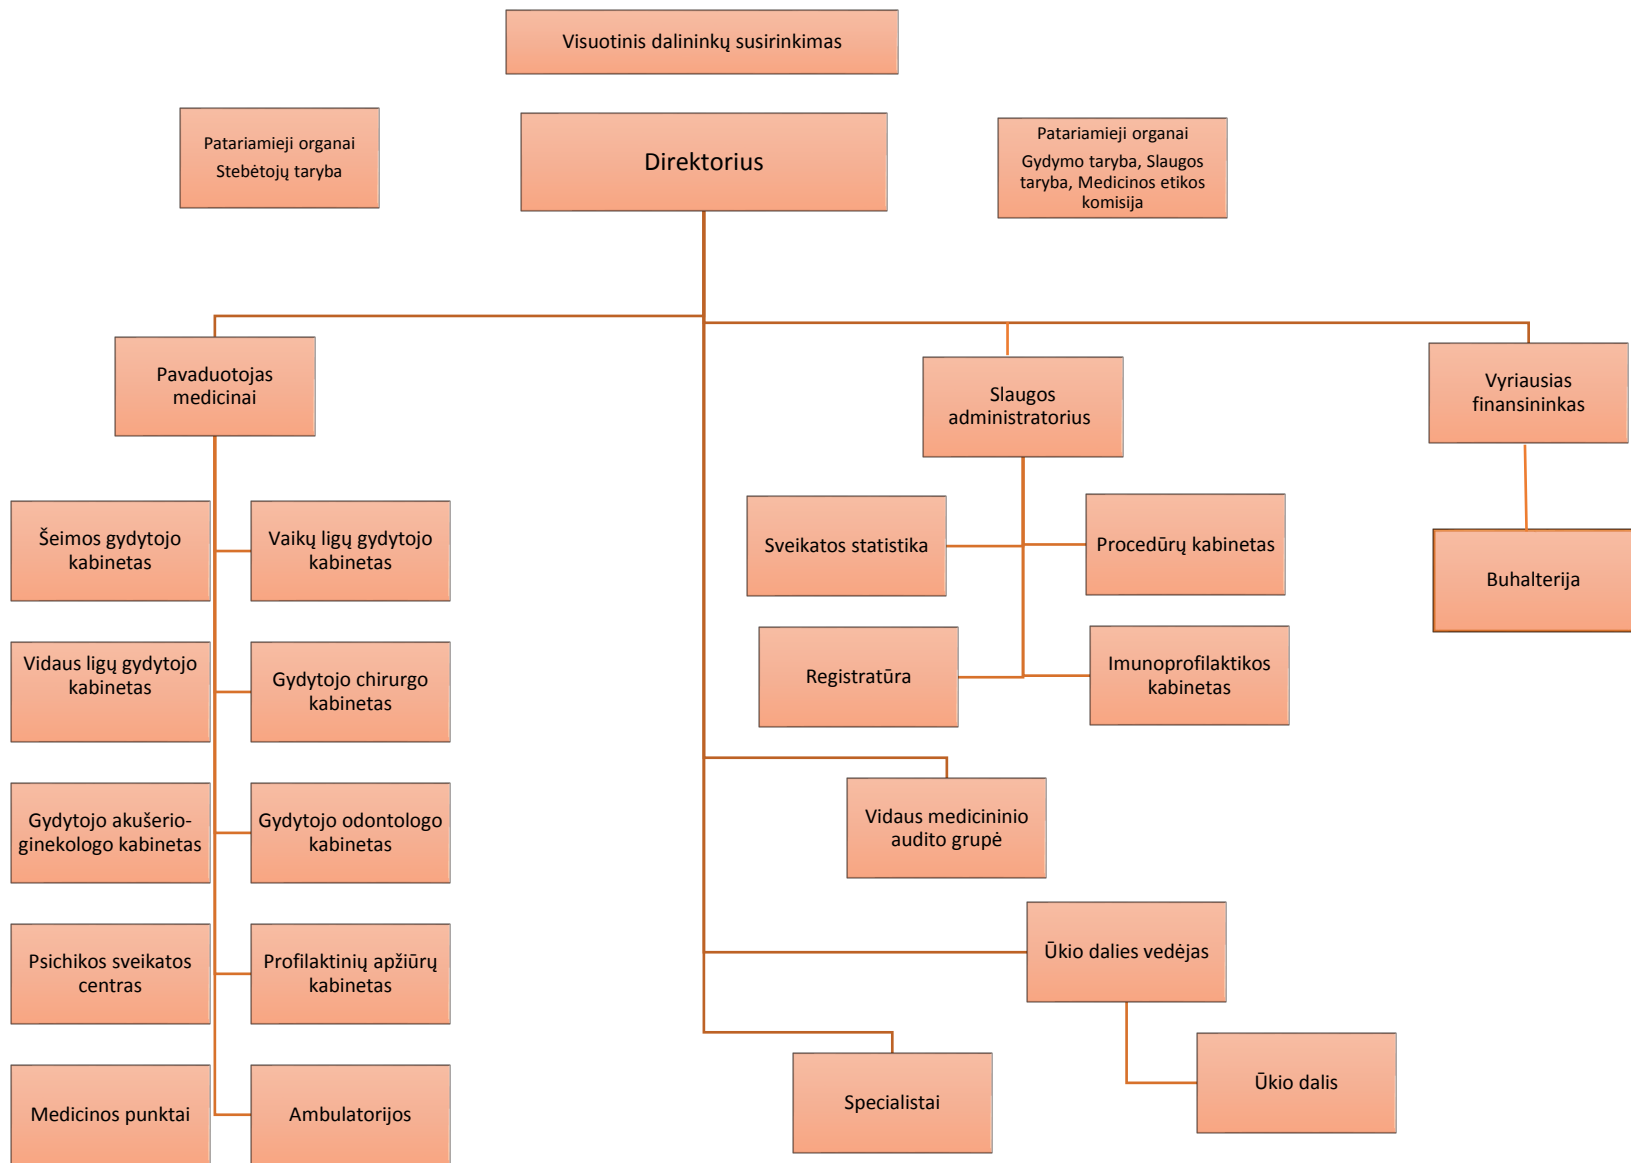 Visuotinis dalininkų susirinkimas
Patariamieji organai
Stebėtojų taryba
Direktorius
Patariamieji organai
Gydymo taryba, Slaugos
taryba, Medicinos etikos
komisija
Pavaduotojas
medicinai
Slaugos
administratorius
Vyriausias
finansininkas
Šeimos gydytojo
kabinetas
Vaikų ligų gydytojo
kabinetas
Sveikatos statistika
Procedūrų kabinetas
Buhalterija
Vidaus ligų gydytojo
kabinetas
Gydytojo chirurgo
kabinetas
Registratūra
Imunoprofilaktikos
kabinetas
Gydytojo akušerio-
ginekologo kabinetas
Gydytojo odontologo
kabinetas
Vidaus medicininio
audito grupė
Psichikos sveikatos
centras
Profilaktinių apžiūrų
kabinetas
Ūkio dalies vedėjas
Medicinos punktai
Ambulatorijos
Specialistai
Ūkio dalis